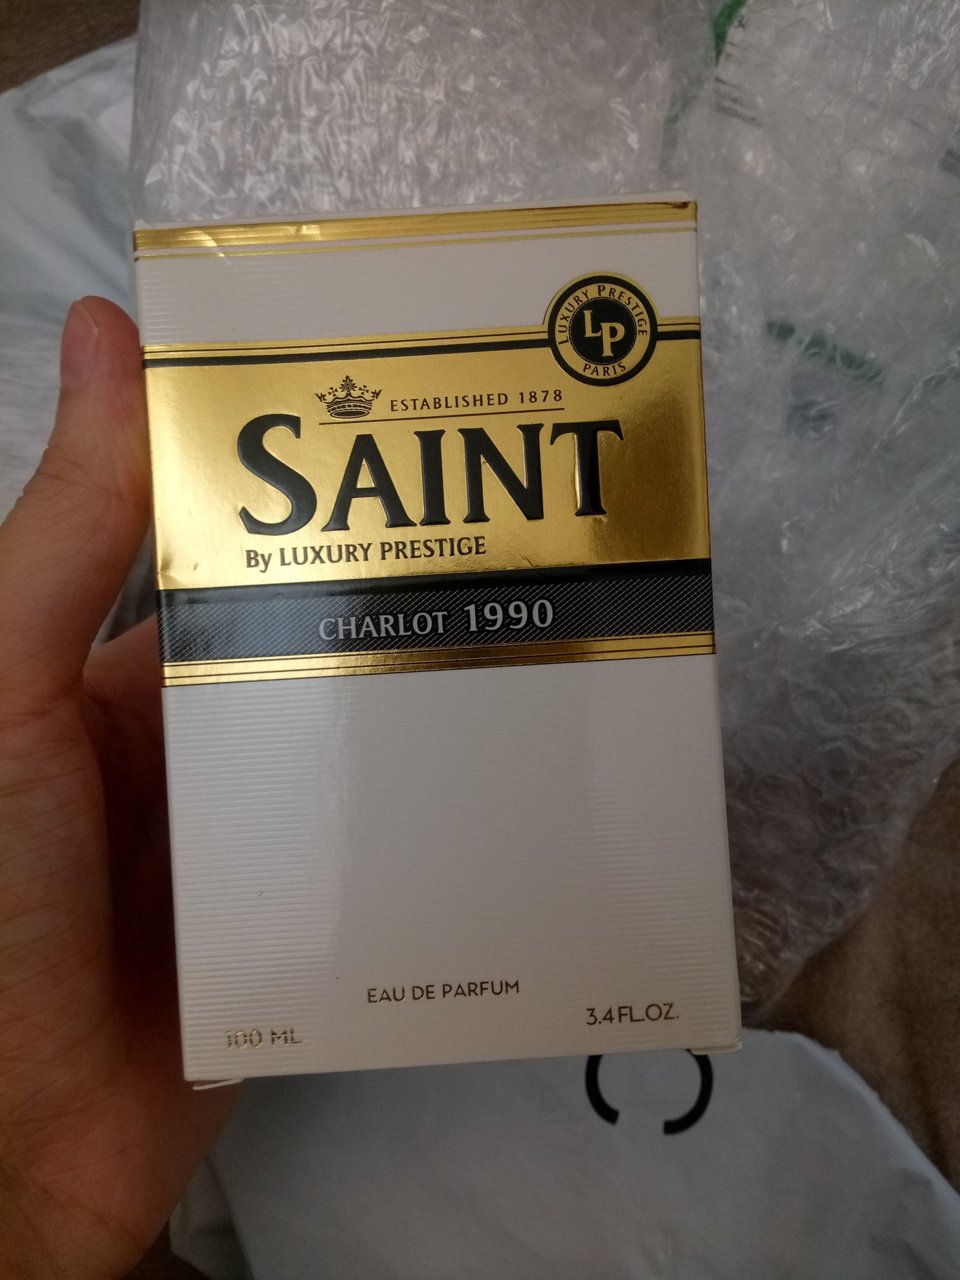 LUXURY PRESTIGE
LP
PARIS
ESTABLISHED 1878
SAINT
By LUXURY PRESTIGE
CHARLOT 1990
EAU DE PARFUM
100 ML
3.4 FL.OZ.